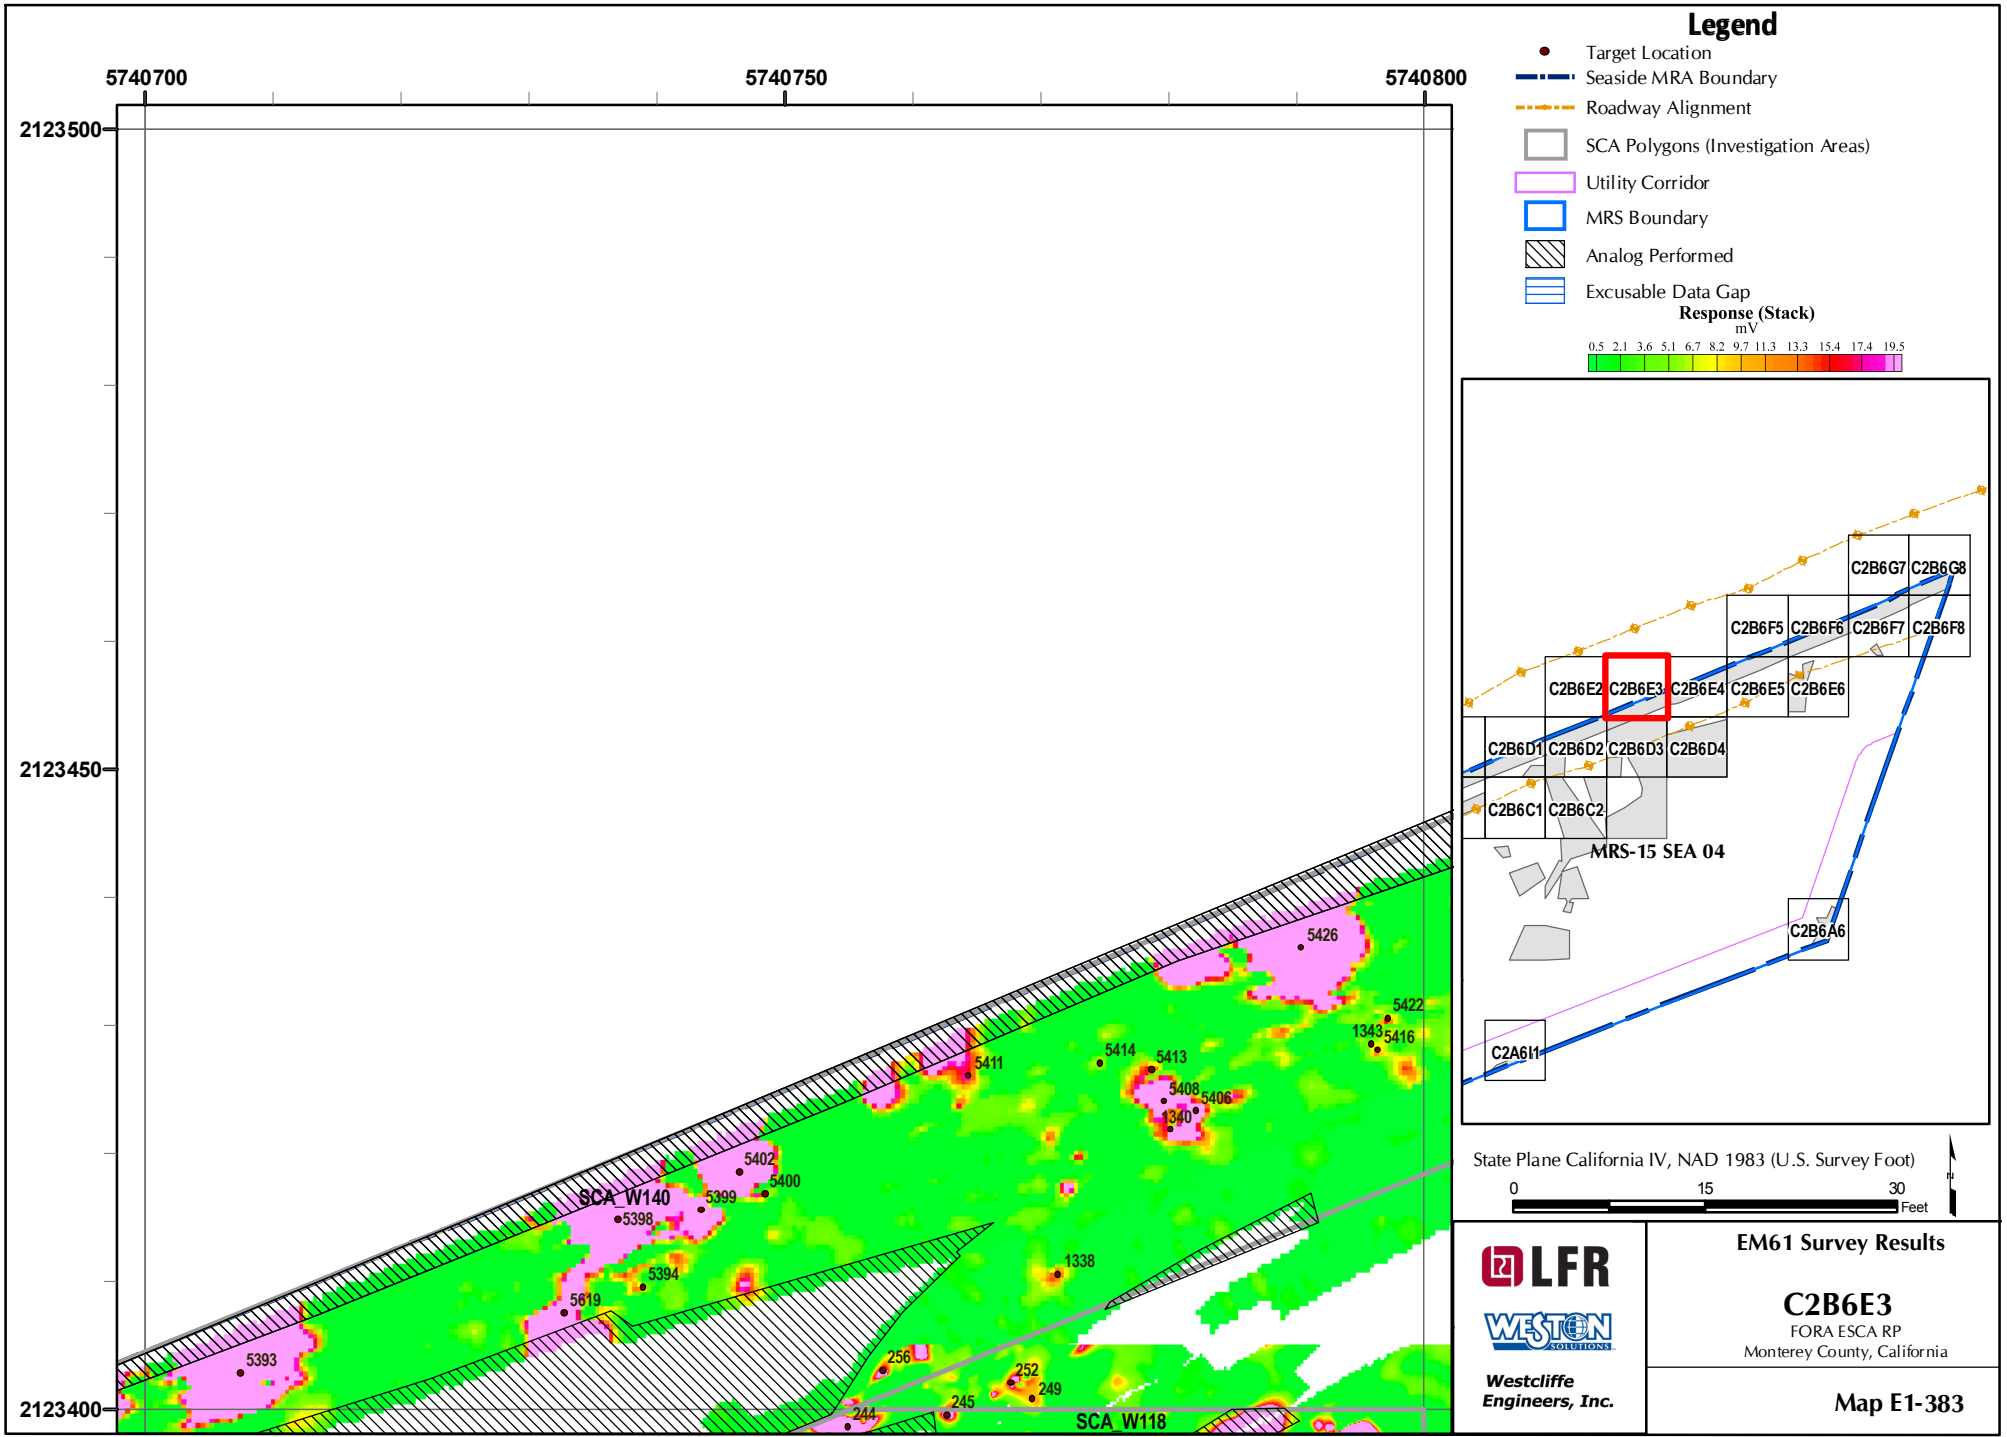 5740700
5740750
5740800
2123500
2123450
2123400
5426
5422
1343
5416
5414
5413
5411
5408
5406
1340
5402
5400
SCA_W140
5399
5398
1338
5394
5619
5393
256
252
249
245
244
SCA_W118
Legend
Target Location
Seaside MRA Boundary
Roadway Alignment
SCA Polygons (Investigation Areas)
Utility Corridor
MRS Boundary
Analog Performed
Excusable Data Gap
Response (Stack)
mV
0.5 2.1 3.6 5.1 6.7 8.2 9.7 11.3 13.3 15.4 17.4 19.5
C2B6G7 C2B6G8
C2B6F5 C2B6F6 C2B6F7 C2B6F8
C2B6E2 C2B6E3 C2B6E4 C2B6E5 C2B6E6
C2B6D1 C2B6D2 C2B6D3 C2B6D4
C2B6C1 C2B6C2
MRS-15 SEA 04
C2B6A6
C2A6I1
State Plane California IV, NAD 1983 (U.S. Survey Foot)
0 15 30
Feet
N
LFR
WESTON
SOLUTIONS
Westcliffe
Engineers, Inc.
EM61 Survey Results
C2B6E3
FORA ESCA RP
Monterey County, California
Map E1-383